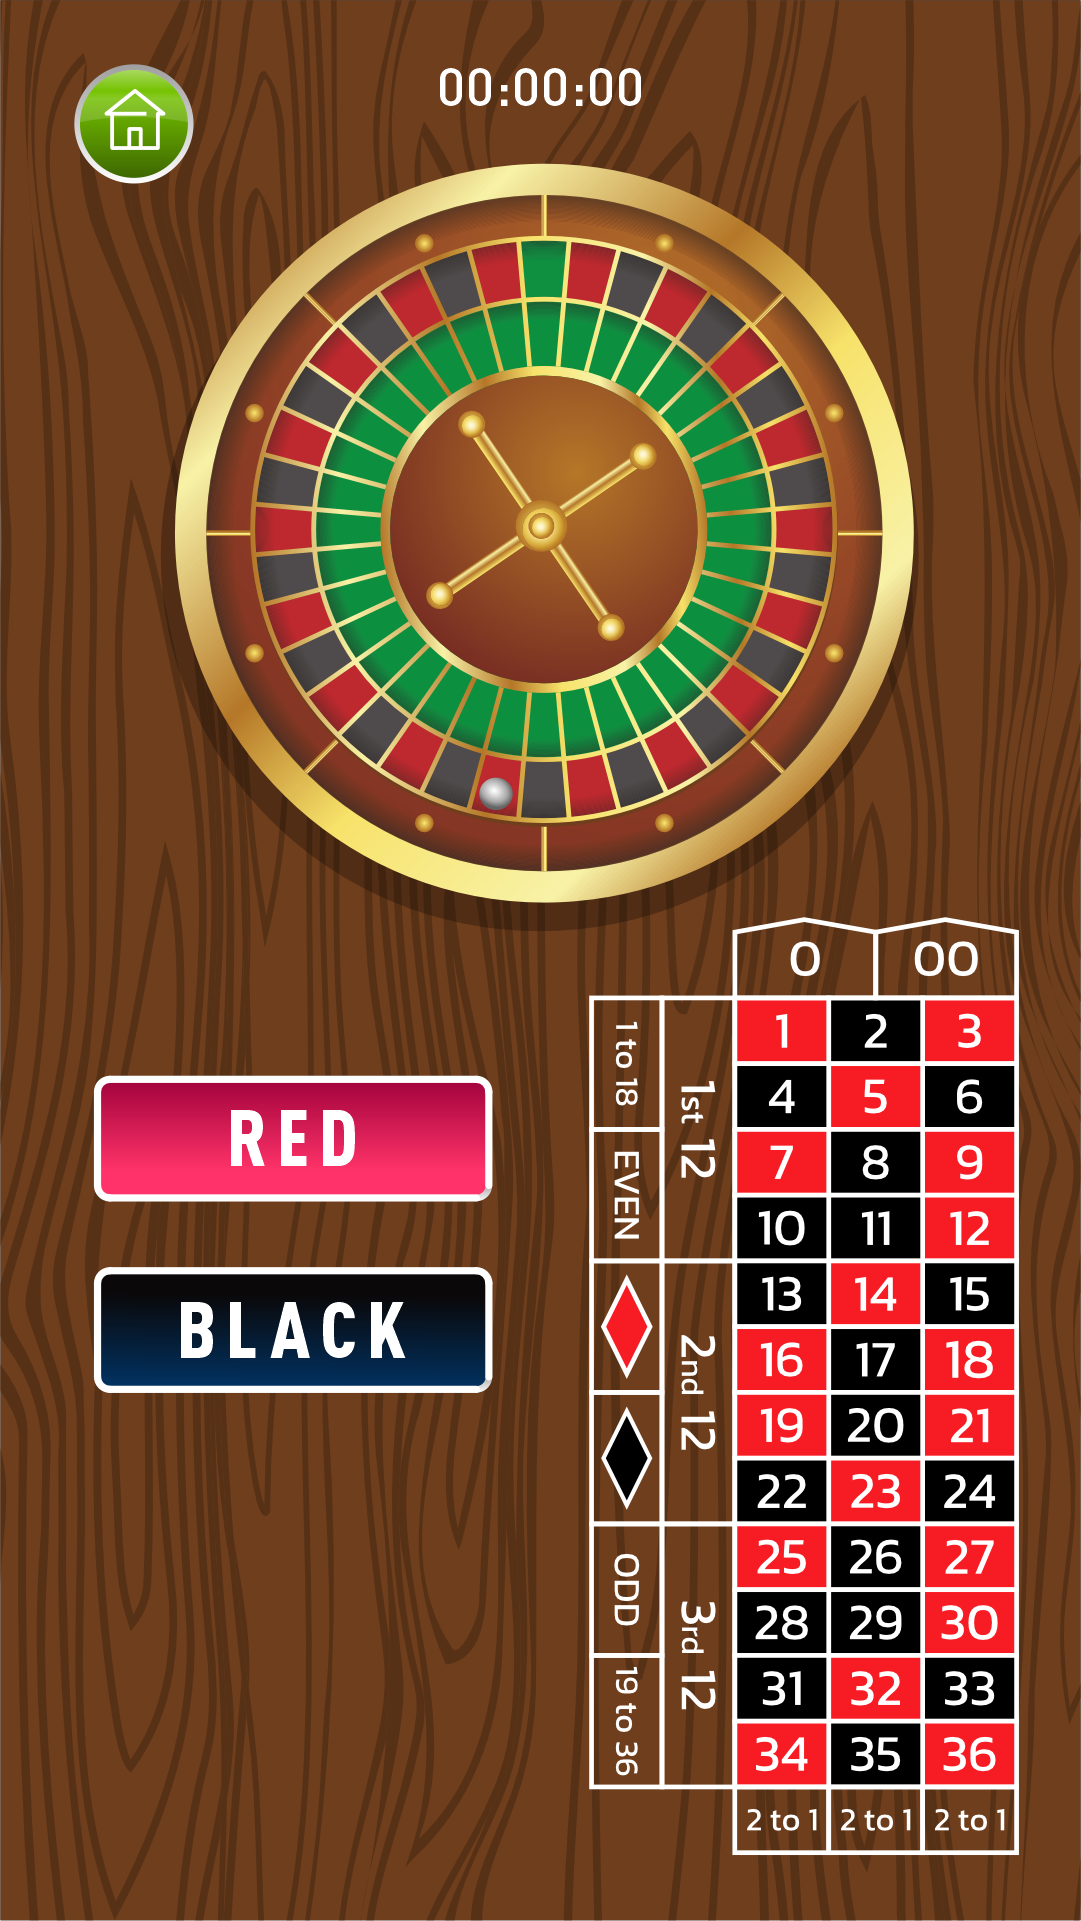 00:00:00
0 00
1 2 3
4 5 6
7 8 9
10 11 12
13 14 15
16 17 18
19 20 21
22 23 24
25 26 27
28 29 30
31 32 33
34 35 36
2 to 1 2 to 1 2 to 1
1st 12
2nd 12
3rd 12
1 to 18
EVEN
ODD
19 to 36
RED
BLACK